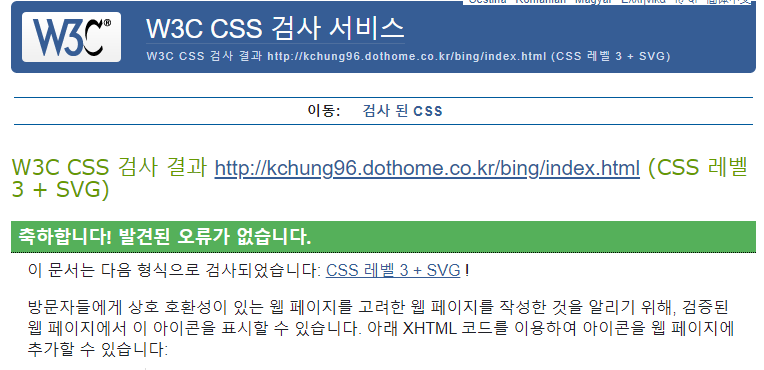 W3C®
W3C CSS 검사 서비스
W3C CSS 검사 결과 http://kchung96.dothome.co.kr/bing/index.html (CSS 레벨 3 + SVG)
이동: 검사 된 CSS
W3C CSS 검사 결과 http://kchung96.dothome.co.kr/bing/index.html (CSS 레벨
3 + SVG)
축하합니다! 발견된 오류가 없습니다.
이 문서는 다음 형식으로 검사되었습니다: CSS 레벨 3 + SVG !
방문자들에게 상호 호환성이 있는 웹 페이지를 고려한 웹 페이지를 작성한 것을 알리기 위해, 검증된
웹 페이지에서 이 아이콘을 표시할 수 있습니다. 아래 XHTML 코드를 이용하여 아이콘을 웹 페이지에
추가할 수 있습니다: